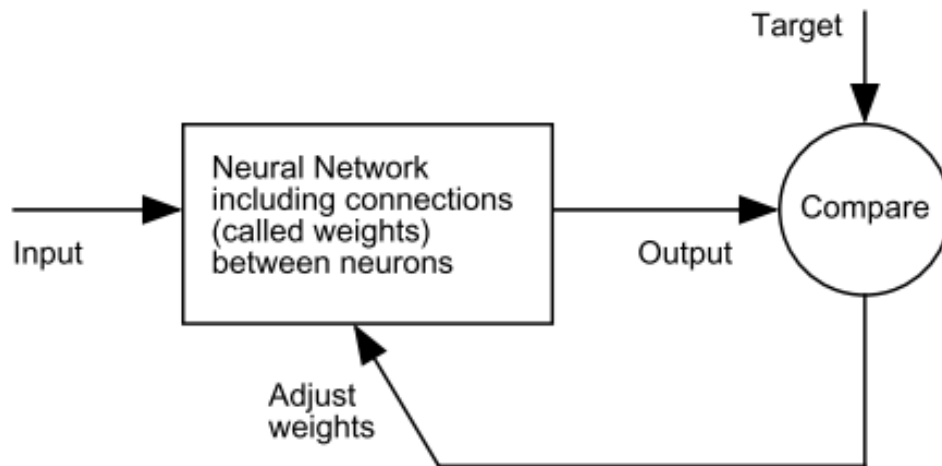 Target
Neural Network
including connections
(called weights)
between neurons
Compare
Input
Output
Adjust
weights